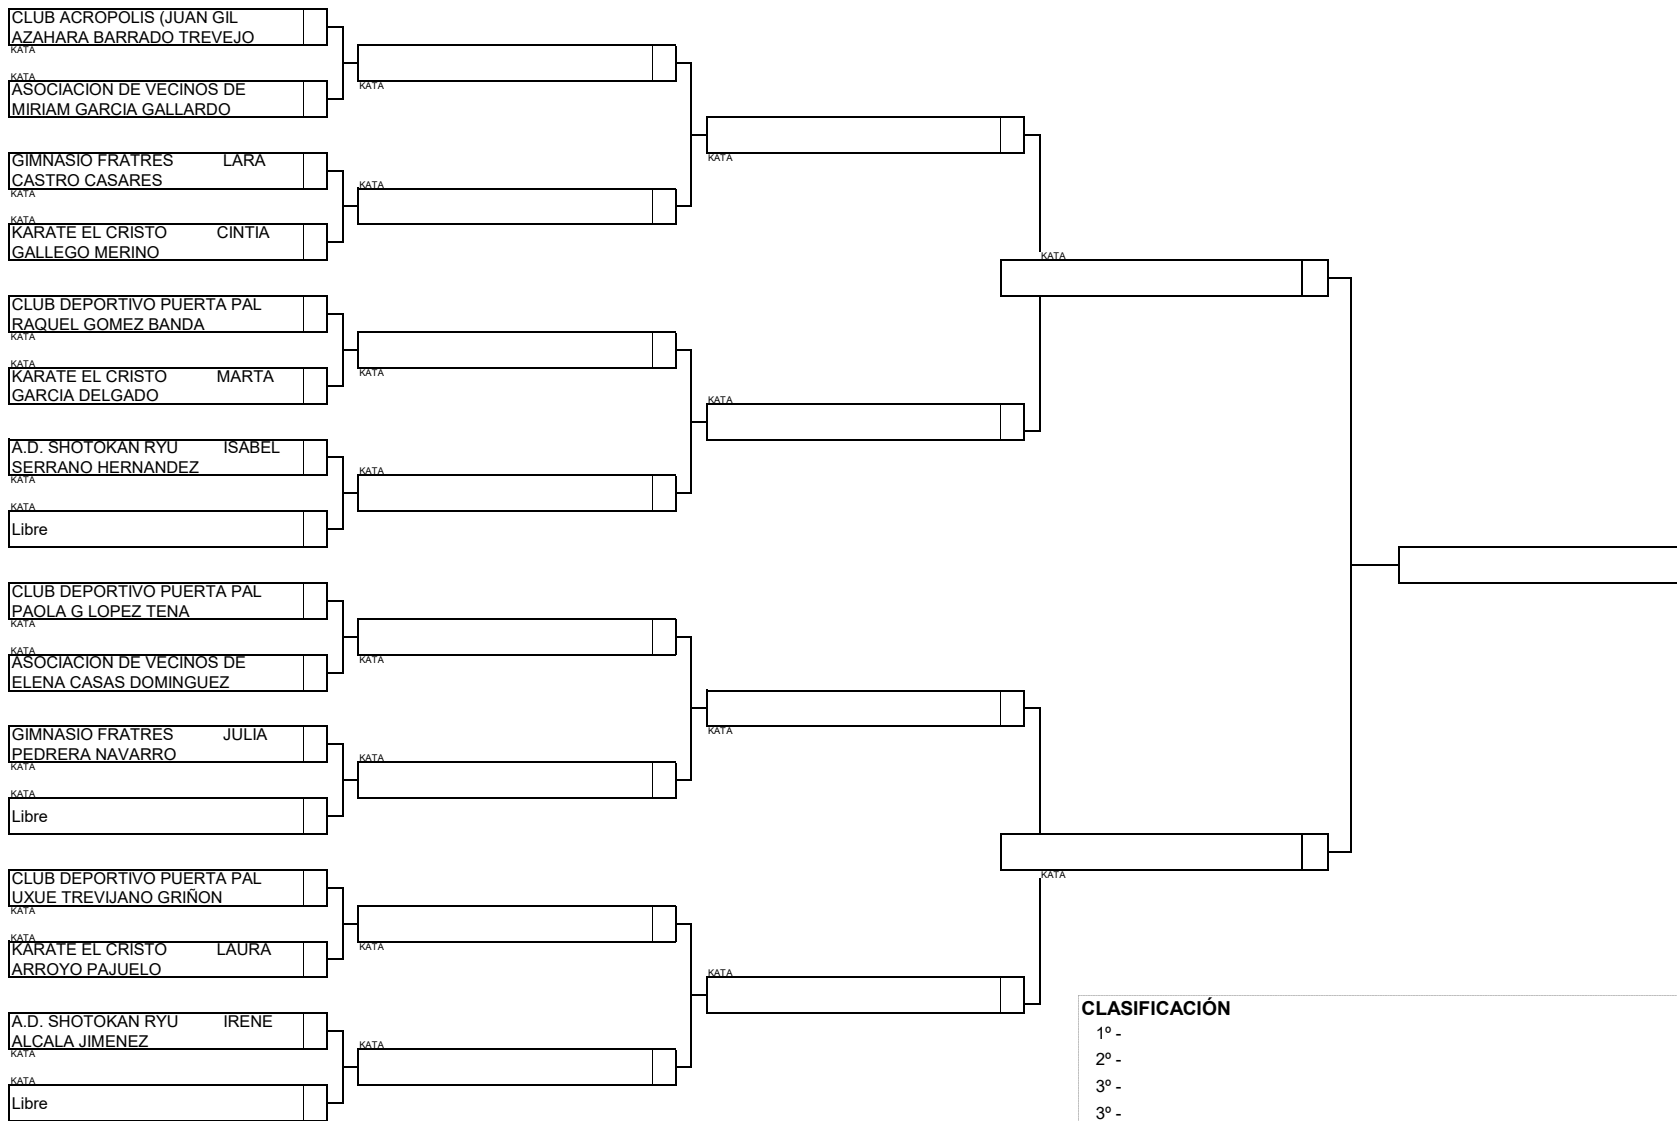 CLUB ACROPOLIS (JUAN GIL
AZAHARA BARRADO TREVEJO
KATA
KATA
ASOCIACION DE VECINOS DE
MIRIAM GARCIA GALLARDO
GIMNASIO FRATRES LARA
CASTRO CASARES
KATA
KATA
KARATE EL CRISTO CINTIA
GALLEGO MERINO
CLUB DEPORTIVO PUERTA PAL
RAQUEL GOMEZ BANDA
KATA
KATA
KARATE EL CRISTO MARTA
GARCIA DELGADO
A.D. SHOTOKAN RYU ISABEL
SERRANO HERNANDEZ
KATA
KATA
Libre
CLUB DEPORTIVO PUERTA PAL
PAOLA G LOPEZ TENA
KATA
KATA
ASOCIACION DE VECINOS DE
ELENA CASAS DOMINGUEZ
GIMNASIO FRATRES JULIA
PEDRERA NAVARRO
KATA
KATA
Libre
CLUB DEPORTIVO PUERTA PAL
UXUE TREVIJANO GRIÑON
KATA
KATA
KARATE EL CRISTO LAURA
ARROYO PAJUELO
A.D. SHOTOKAN RYU IRENE
ALCALA JIMENEZ
KATA
KATA
Libre
KATA
KATA
KATA
KATA
KATA
KATA
KATA
KATA
KATA
KATA
KATA
KATA
KATA
KATA
CLASIFICACIÓN
1º -
2º -
3º -
3º -